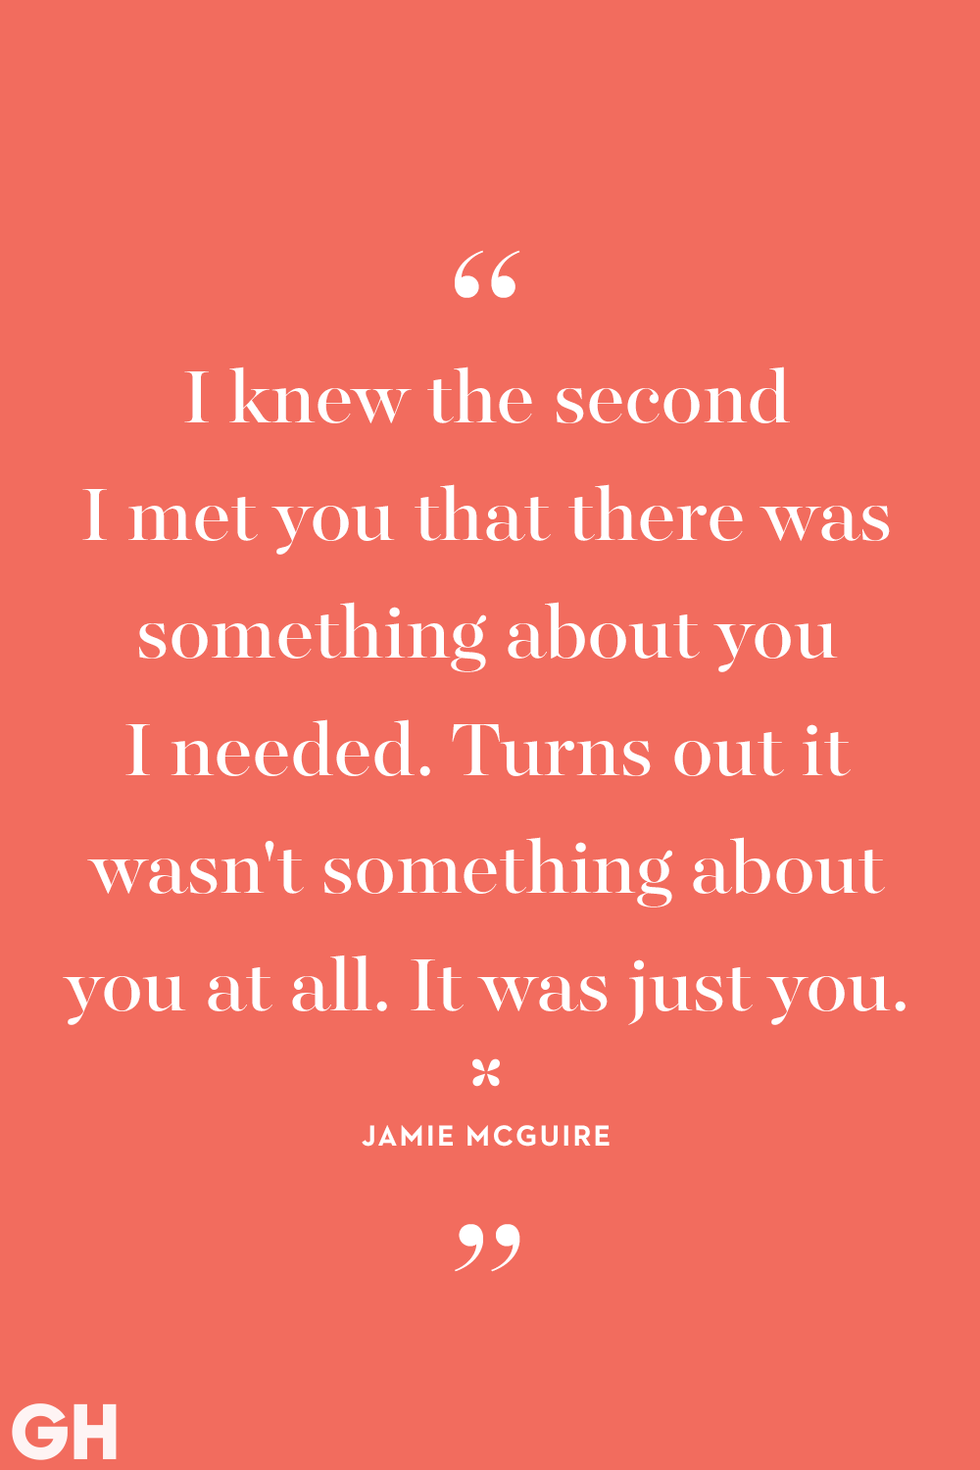 “
I knew the second
I met you that there was
something about you
I needed. Turns out it
wasn't something about
you at all. It was just you.
JAMIE MCGUIRE
”
GH